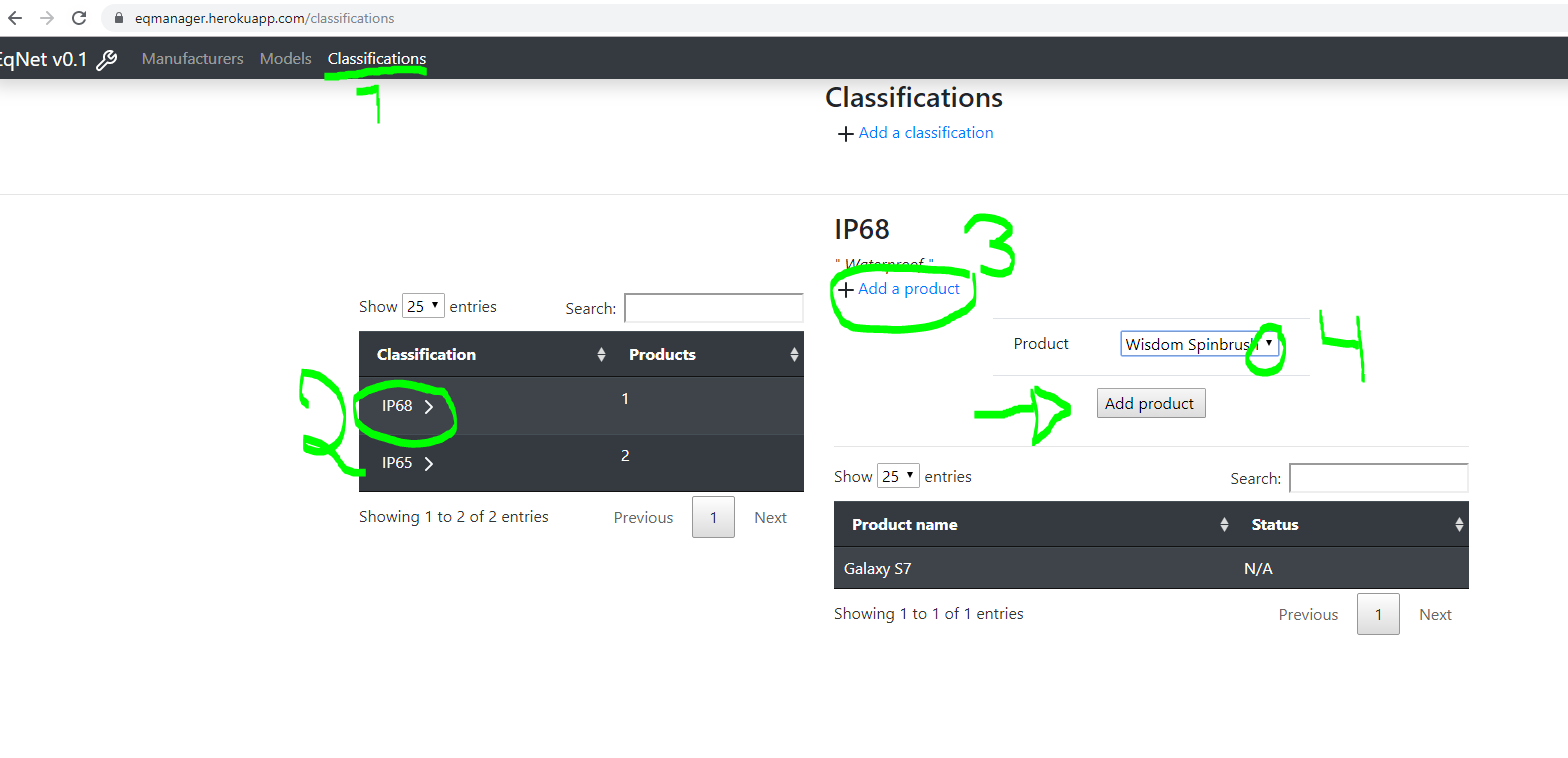 eqmanager.herokuapp.com/classifications
EqNet v0.1 Manufacturers Models Classifications
1
Classifications
Add a classification
IP68
3
" Waterproof "
Add a product
Show 25 entries Search:
Product Wisdom Spinbrush
4
Classification Products
2
IP68 1
Add product
IP65 2
Showing 1 to 2 of 2 entries Previous 1 Next
Show 25 entries Search:
Product name Status
Galaxy S7 N/A
Showing 1 to 1 of 1 entries Previous 1 Next